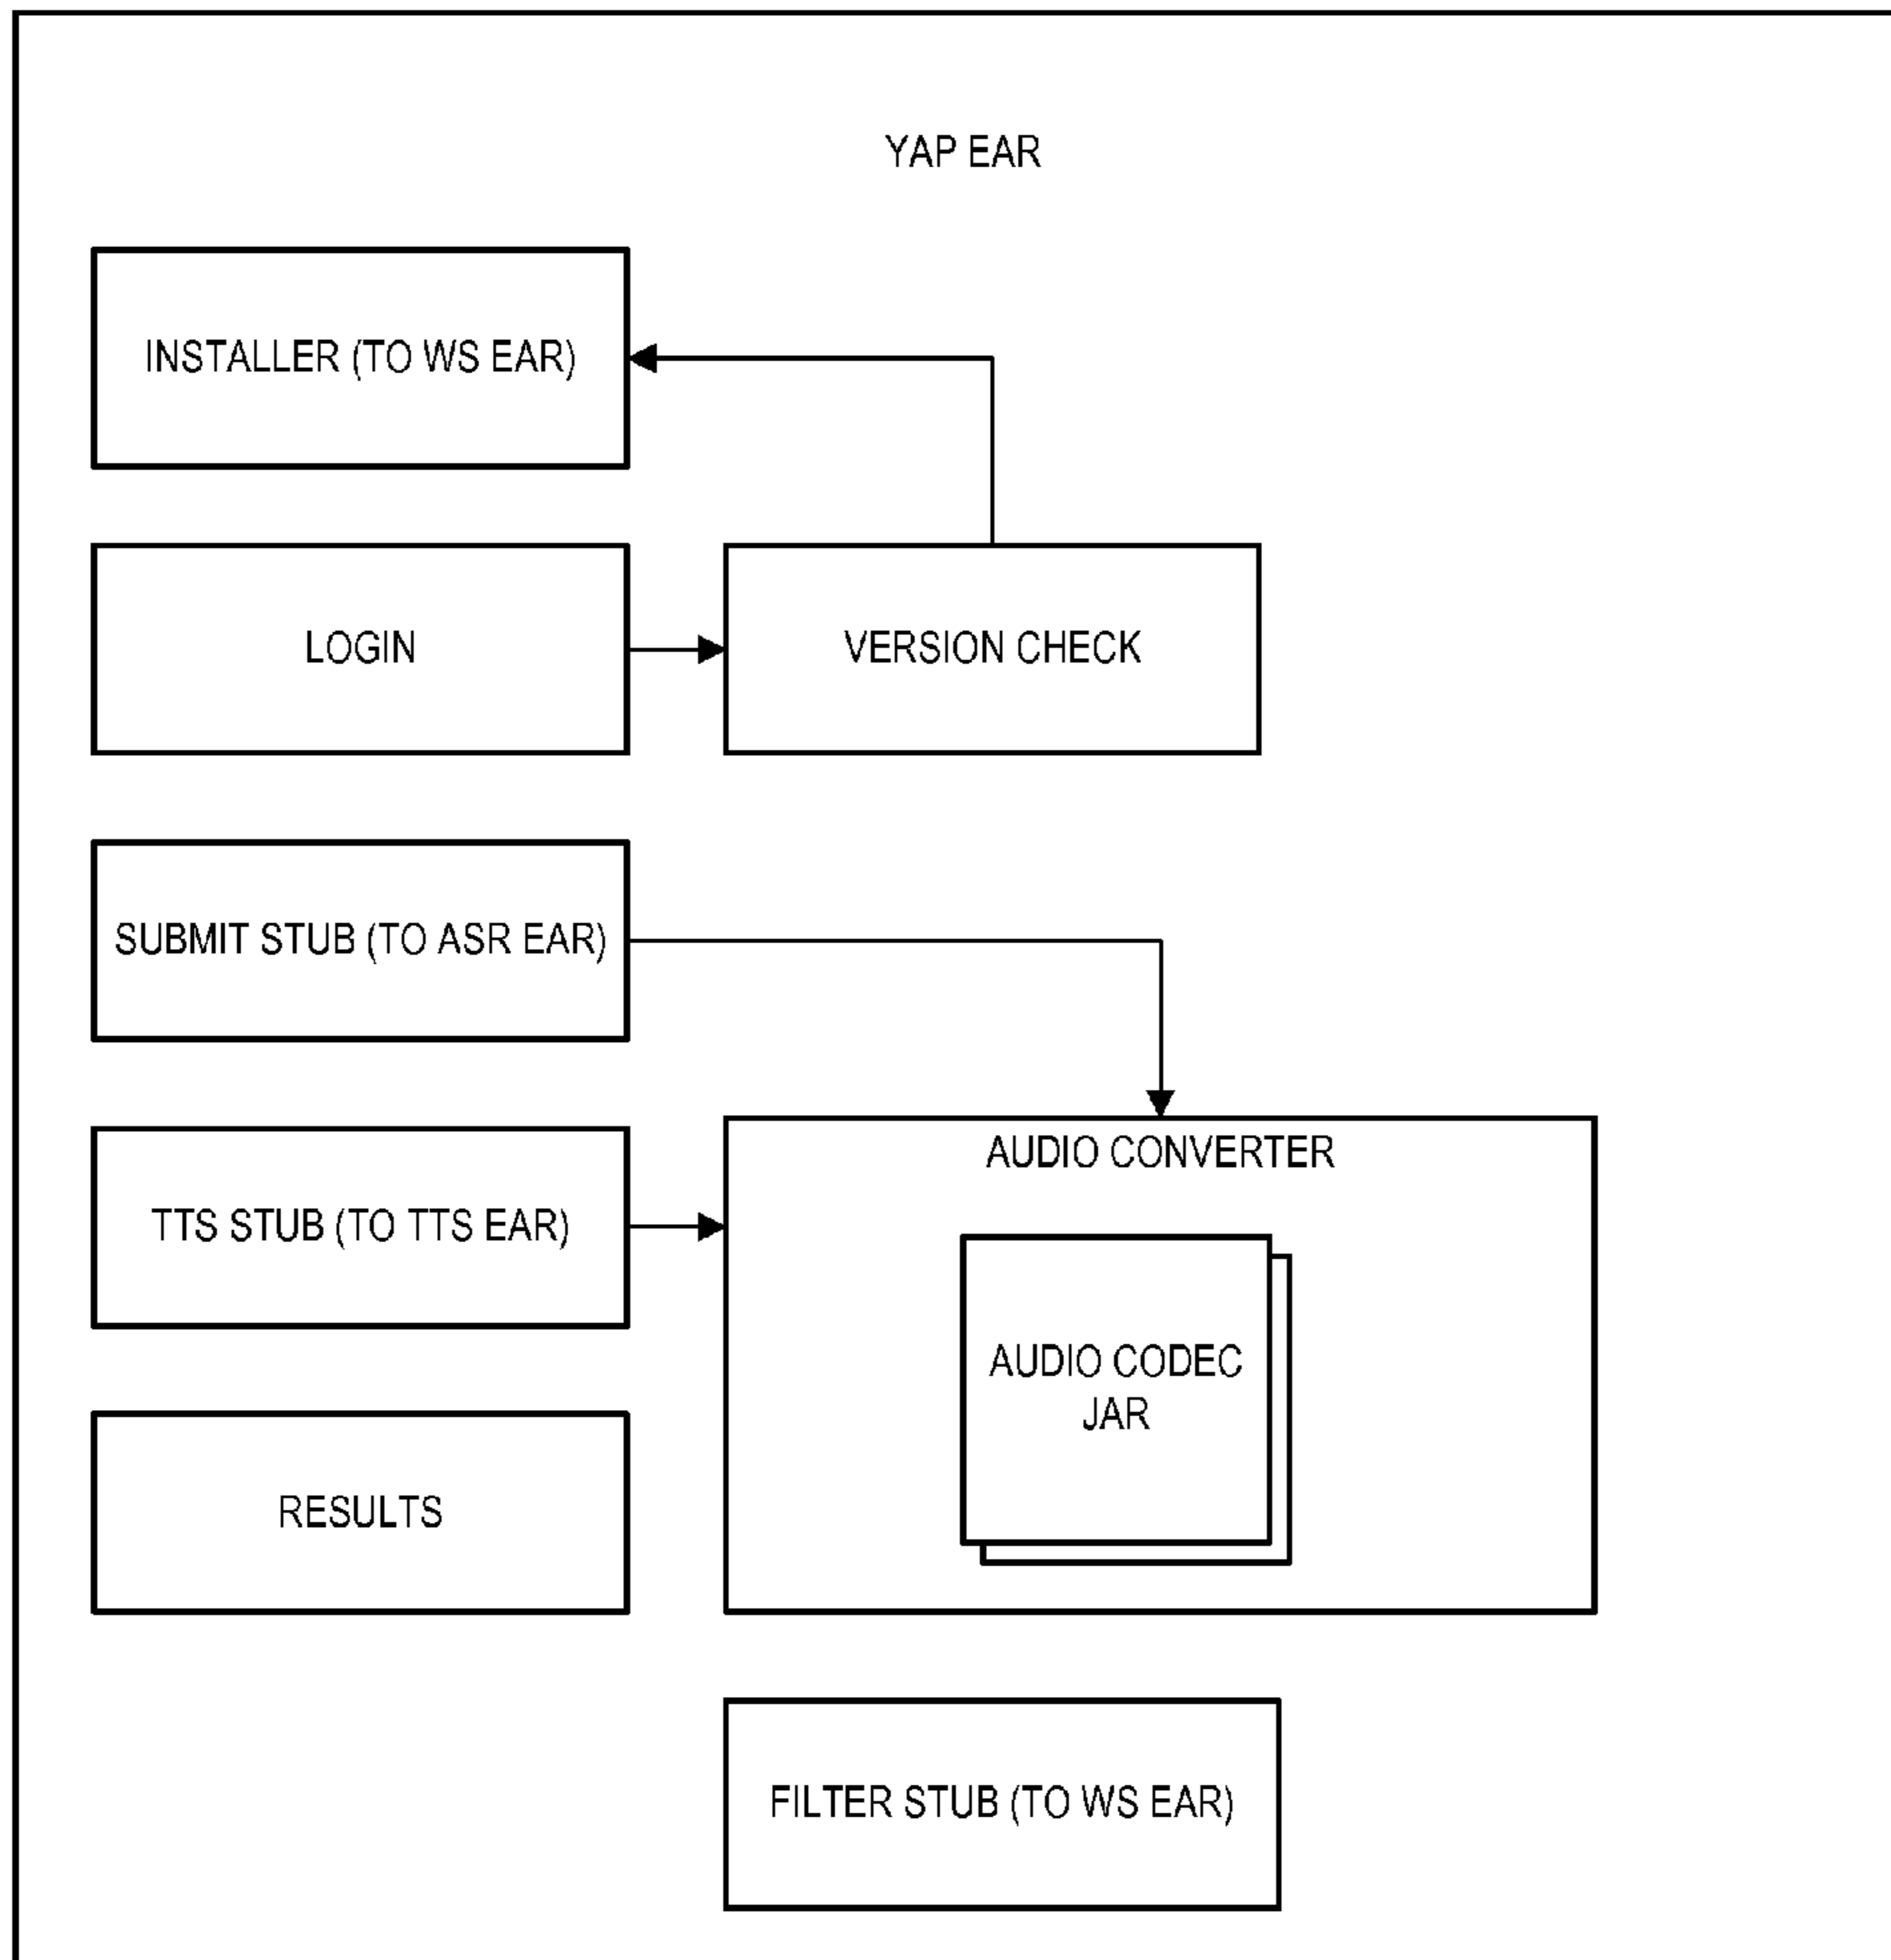 YAP EAR
INSTALLER (TO WS EAR)
LOGIN
VERSION CHECK
SUBMIT STUB (TO ASR EAR)
AUDIO CONVERTER
TTS STUB (TO TTS EAR)
AUDIO CODEC
JAR
RESULTS
FILTER STUB (TO WS EAR)